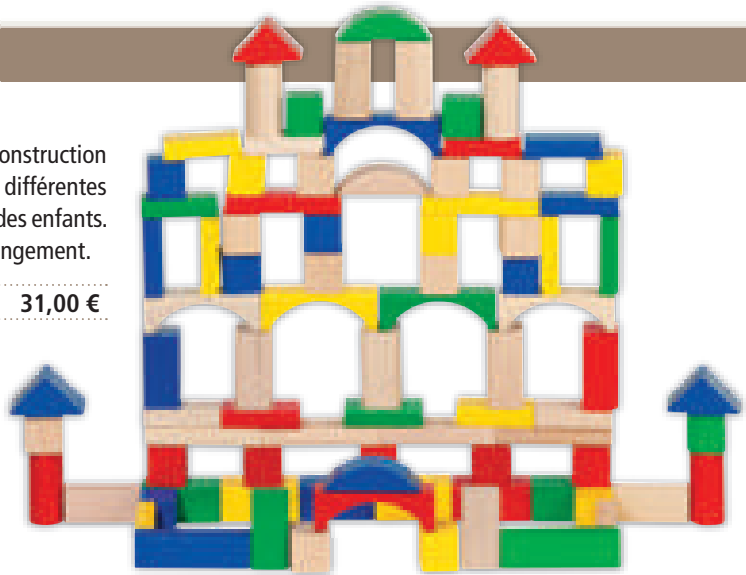 onstruction
différentes
des enfants.
ngement.
31,00 €